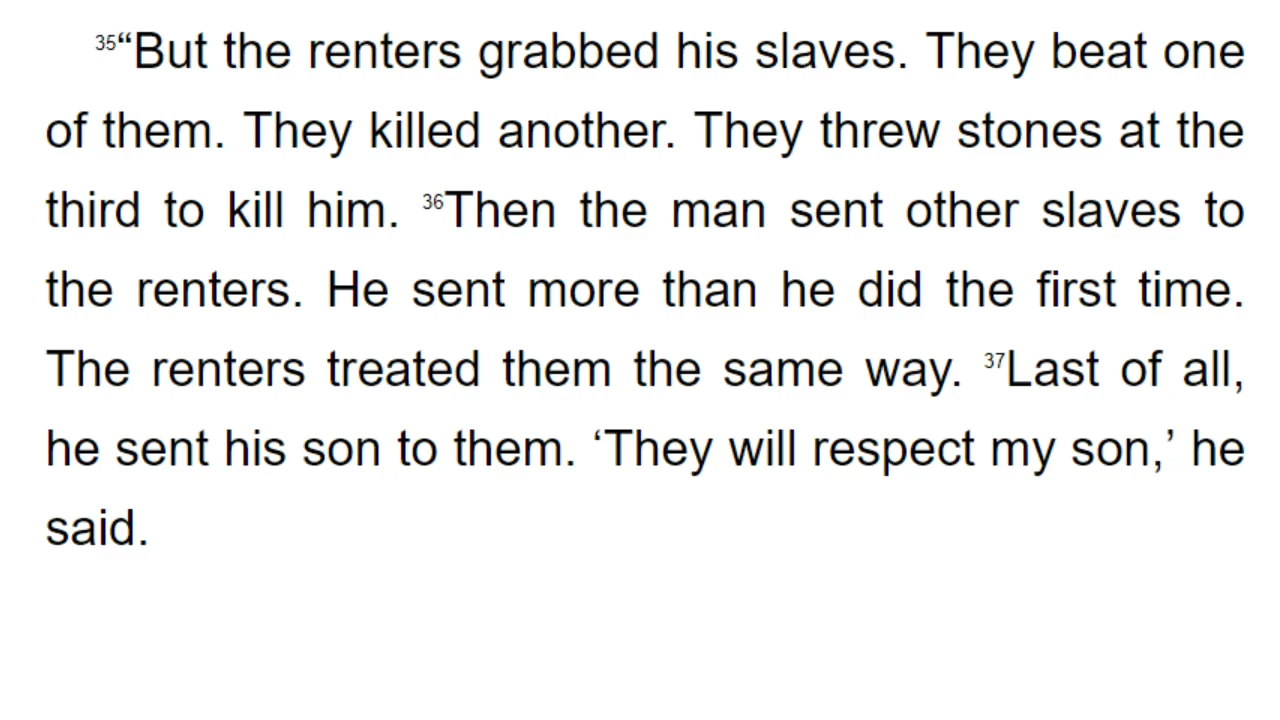 35“But the renters grabbed his slaves. They beat one
of them. They killed another. They threw stones at the
third to kill him. 36Then the man sent other slaves to
the renters. He sent more than he did the first time.
The renters treated them the same way. 37Last of all,
he sent his son to them. ‘They will respect my son,’ he
said.